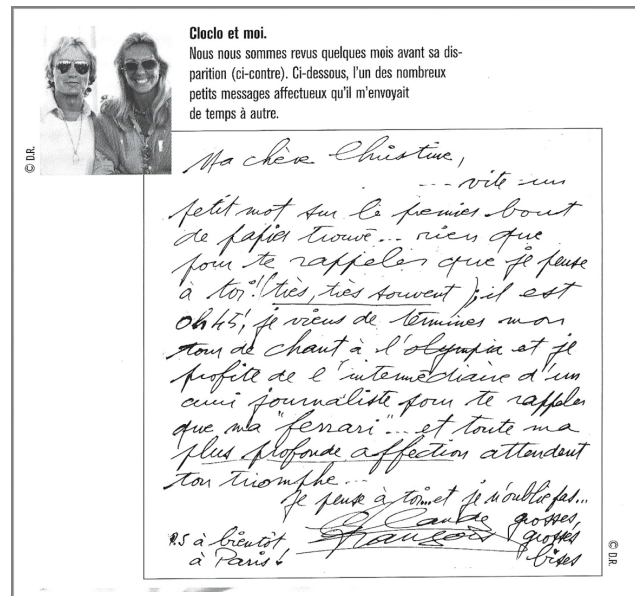 Cloclo et moi.
Nous nous sommes revus quelques mois avant sa dis-
parition (ci-contre). Ci-dessous, l'un des nombreux
petits messages affectueux qu'il m'envoyait
de temps à autre.
© D.R.
Ma chère Christine,
--- vite un
petit mot sur le premier bout
de papier trouvé... rien que
pour te rappeler que je pense
à toi! (très, très souvent); il est
0h45!, je viens de terminer mon
tour de chant à l'olympia et je
profite de l'intermédiaire d'un
ami journaliste pour te rappeler
que ma "ferrari"... et toute ma
plus profonde affection attendent
ton triomphe...
je pense à toi...et je n'oublie pas...
Claude grosses,
François grosses
bises
P.S à bientôt
à Paris!
© D.R.